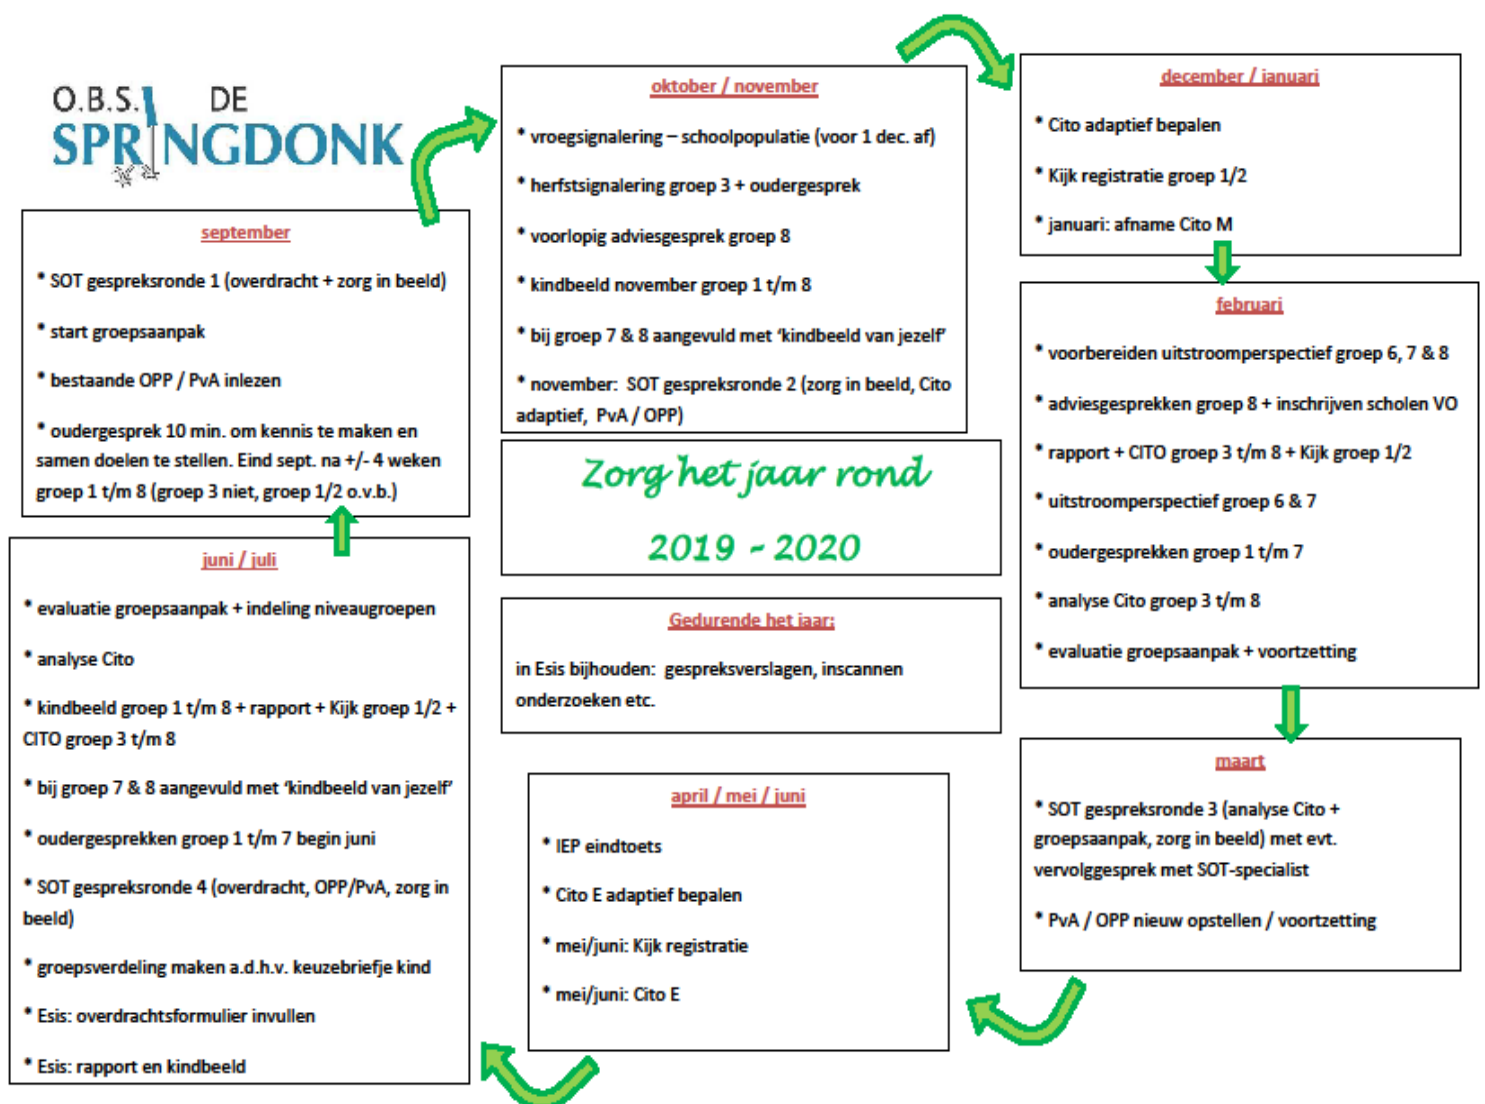 O.B.S. DE
SPRINGDONK
september
* SOT gespreksronde 1 (overdracht + zorg in beeld)
* start groepsaanpak
* bestaande OPP / PvA inlezen
* oudergesprek 10 min. om kennis te maken en
samen doelen te stellen. Eind sept. na +/- 4 weken
groep 1 t/m 8 (groep 3 niet, groep 1/2 o.v.b.)
oktober / november
* vroegsignalering – schoolpopulatie (voor 1 dec. af)
* herfstsignalering groep 3 + oudergesprek
* voorlopig adviesgesprek groep 8
* kindbeeld november groep 1 t/m 8
* bij groep 7 & 8 aangevuld met ‘kindbeeld van jezelf’
* november: SOT gespreksronde 2 (zorg in beeld, Cito
adaptief, PvA / OPP)
december / januari
* Cito adaptief bepalen
* Kijk registratie groep 1/2
* januari: afname Cito M
februari
* voorbereiden uitstroomperspectief groep 6, 7 & 8
* adviesgesprekken groep 8 + inschrijven scholen VO
* rapport + CITO groep 3 t/m 8 + Kijk groep 1/2
* uitstroomperspectief groep 6 & 7
* oudergesprekken groep 1 t/m 7
* analyse Cito groep 3 t/m 8
* evaluatie groepsaanpak + voortzetting
maart
* SOT gespreksronde 3 (analyse Cito +
groepsaanpak, zorg in beeld) met evt.
vervolggesprek met SOT-specialist
* PvA / OPP nieuw opstellen / voortzetting
april / mei / juni
* IEP eindtoets
* Cito E adaptief bepalen
* mei/juni: Kijk registratie
* mei/juni: Cito E
juni / juli
* evaluatie groepsaanpak + indeling niveaugroepen
* analyse Cito
* kindbeeld groep 1 t/m 8 + rapport + Kijk groep 1/2 +
CITO groep 3 t/m 8
* bij groep 7 & 8 aangevuld met ‘kindbeeld van jezelf’
* oudergesprekken groep 1 t/m 7 begin juni
* SOT gespreksronde 4 (overdracht, OPP/PvA, zorg in
beeld)
* groepsverdeling maken a.d.h.v. keuzebriefje kind
* Esis: overdrachtsformulier invullen
* Esis: rapport en kindbeeld
Zorg het jaar rond
2019 - 2020
Gedurende het jaar:
in Esis bijhouden: gespreksverslagen, inscannen
onderzoeken etc.